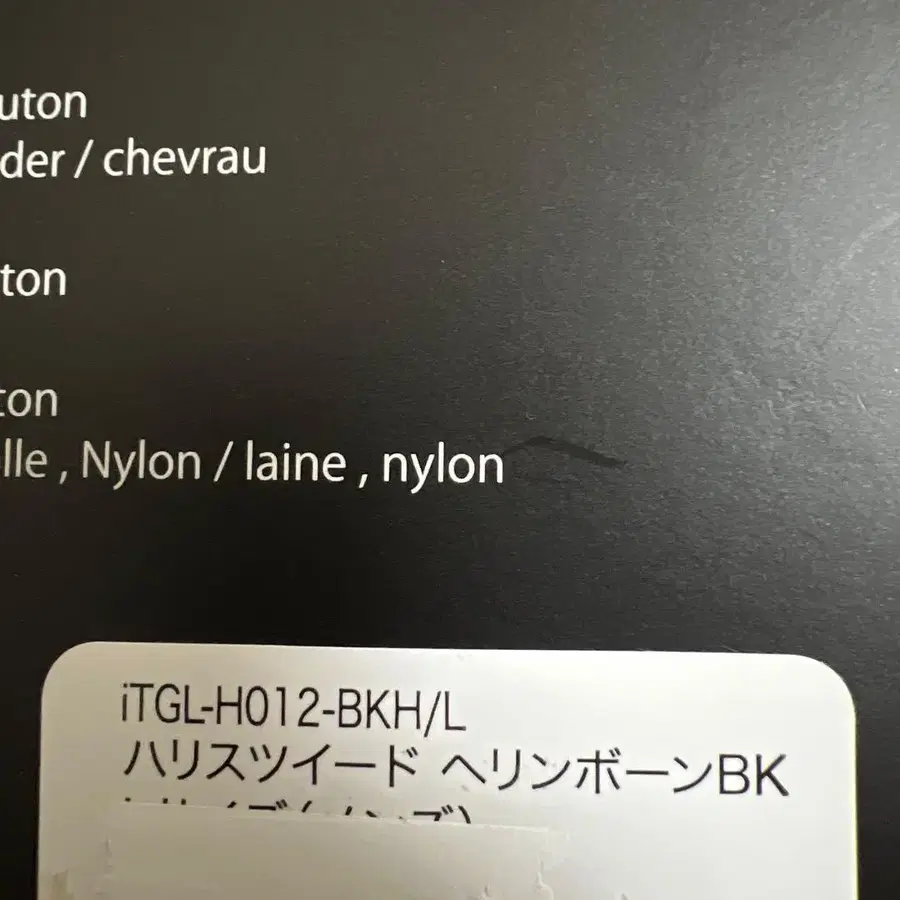 uton
der / chevrau
ton
ton
lle , Nylon / laine , nylon
iTGL-H012-BKH/L
ハリスツイード ヘリンボーンBK